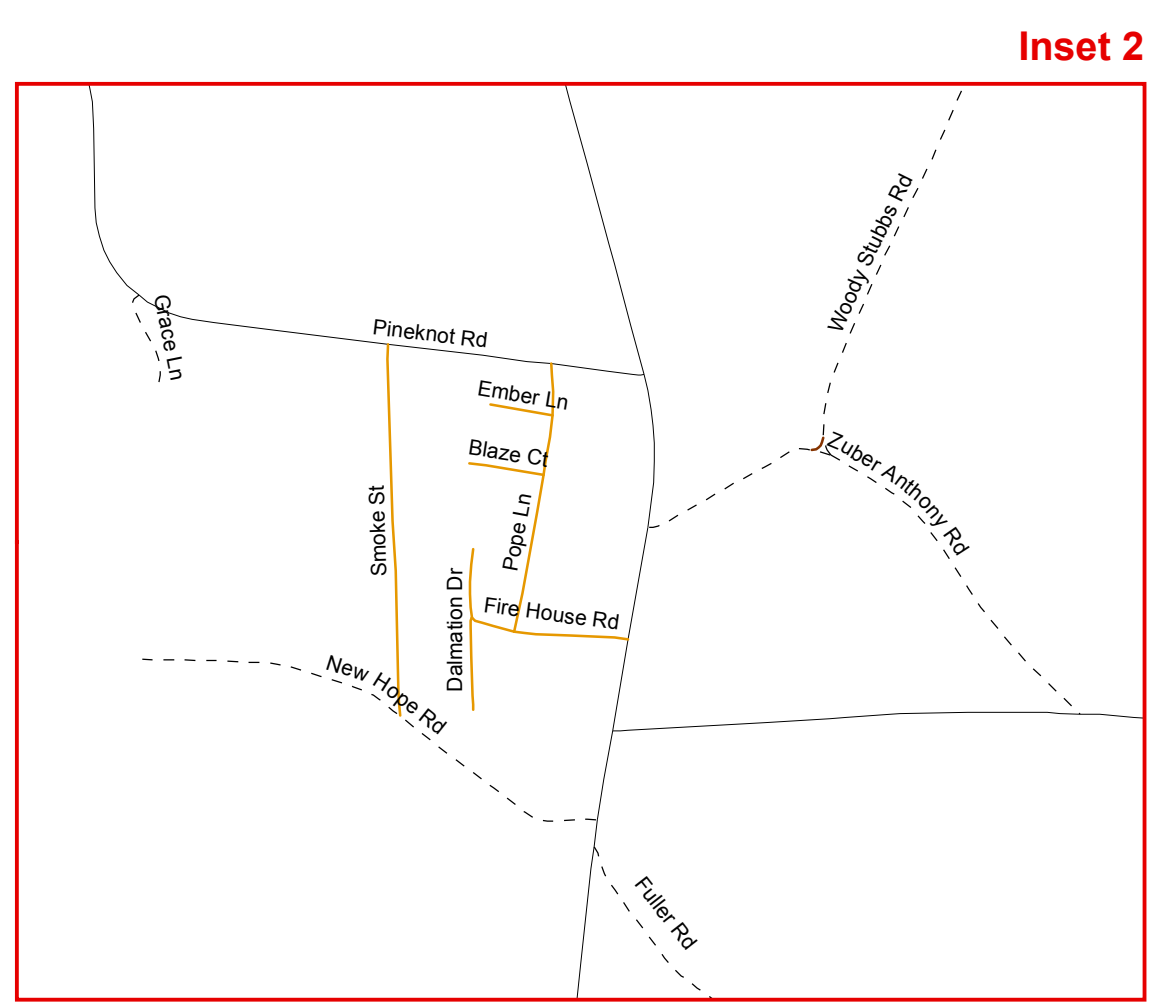 Inset 2
Woody Stubbs Rd
Grace Ln
Pineknot Rd
Ember Ln
Blaze Ct
Zuber Anthony Rd
Smoke St
Pope Ln
Dalmation Dr
Fire House Rd
New Hope Rd
Fuller Rd